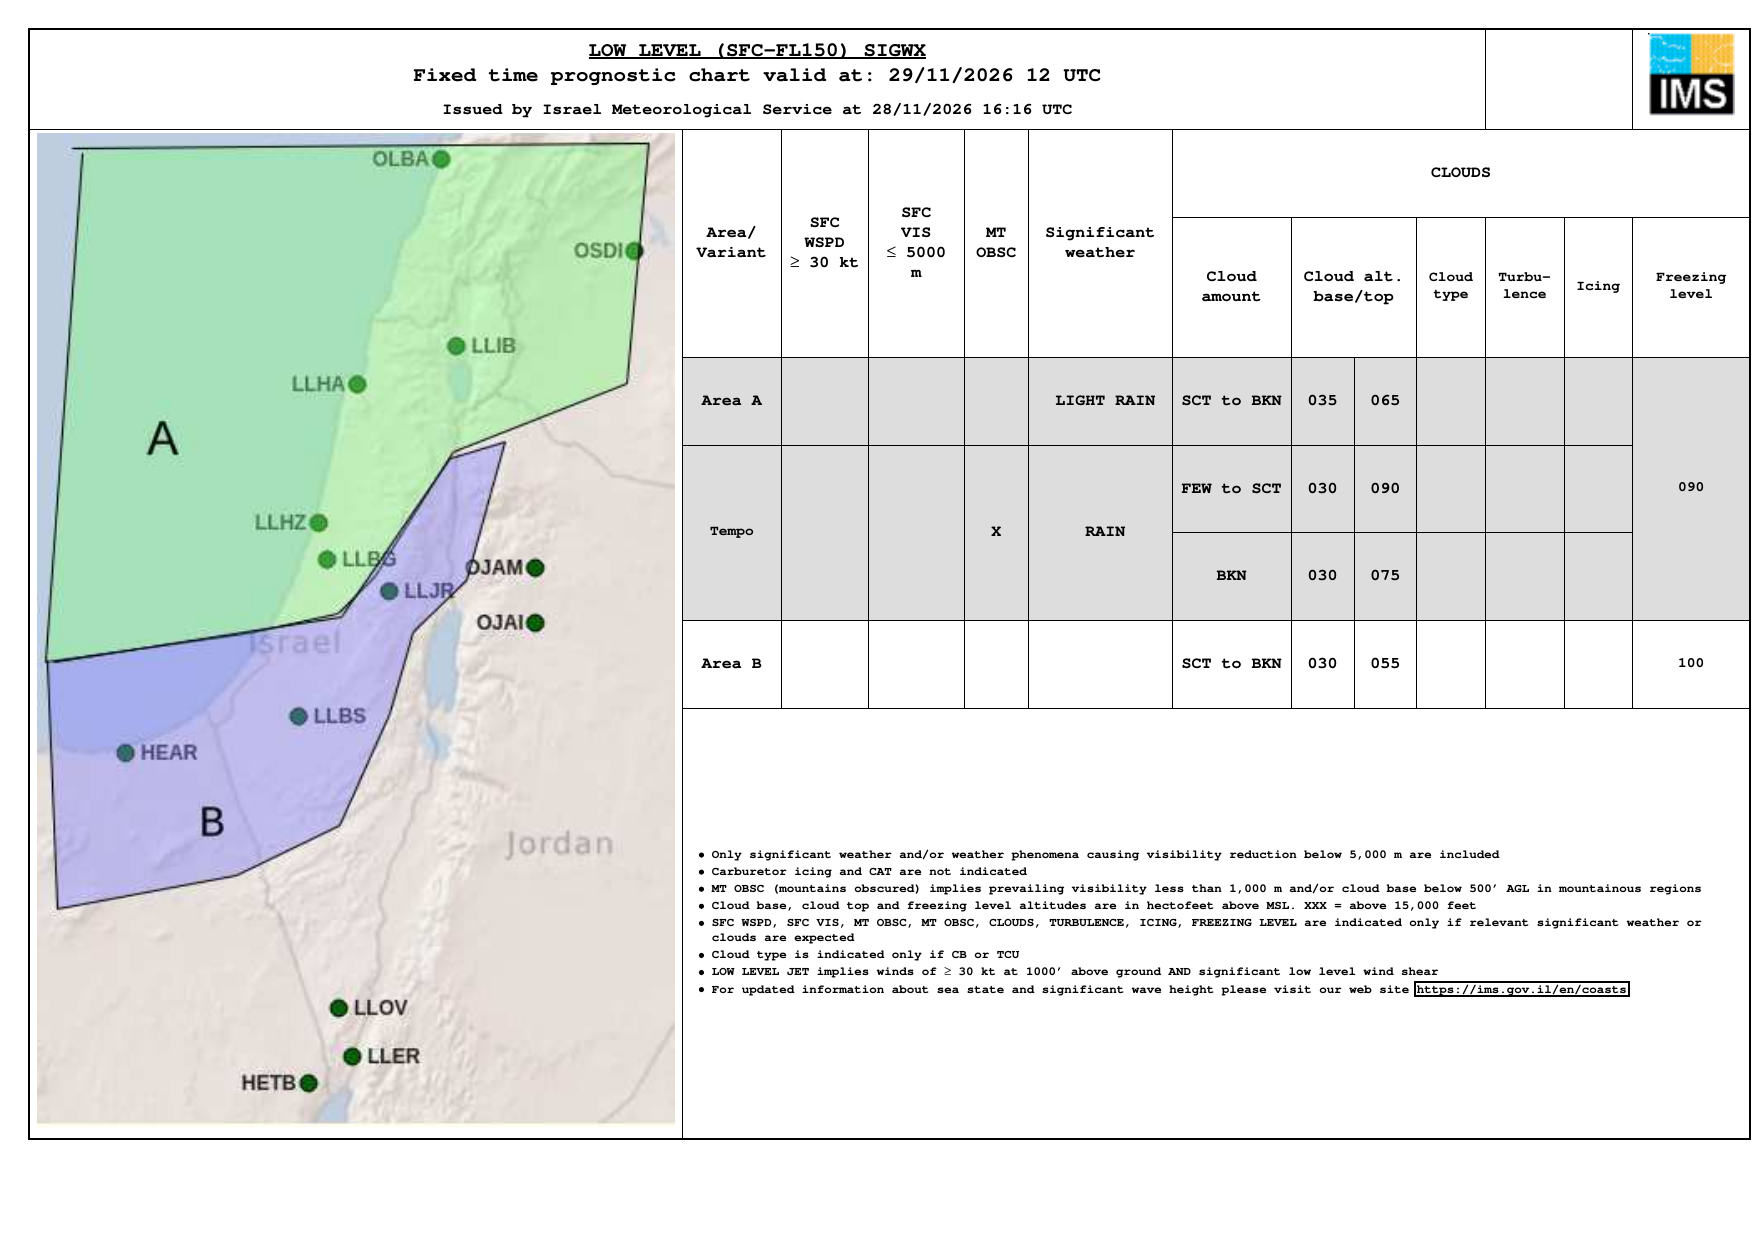 LOW LEVEL (SFC-FL150) SIGWX
Fixed time prognostic chart valid at: 29/11/2026 12 UTC
Issued by Israel Meteorological Service at 28/11/2026 16:16 UTC
IMS
OLBA
OSDI
LLIB
LLHA
A
LLHZ
LLBG
OJAM
LLJR
OJAI
Israel
LLBS
HEAR
B
Jordan
LLOV
LLER
HETB
Area/
Variant
SFC
WSPD
≥ 30 kt
SFC
VIS
≤ 5000
m
MT
OBSC
Significant
weather
CLOUDS
Cloud
amount
Cloud alt.
base/top
Cloud
type
Turbu-
lence
Icing
Freezing
level
Area A LIGHT RAIN SCT to BKN 035 065
090
Tempo X RAIN
FEW to SCT 030 090
BKN 030 075
Area B SCT to BKN 030 055 100
• Only significant weather and/or weather phenomena causing visibility reduction below 5,000 m are included
• Carburetor icing and CAT are not indicated
• MT OBSC (mountains obscured) implies prevailing visibility less than 1,000 m and/or cloud base below 500' AGL in mountainous regions
• Cloud base, cloud top and freezing level altitudes are in hectofeet above MSL. XXX = above 15,000 feet
• SFC WSPD, SFC VIS, MT OBSC, MT OBSC, CLOUDS, TURBULENCE, ICING, FREEZING LEVEL are indicated only if relevant significant weather or
clouds are expected
• Cloud type is indicated only if CB or TCU
• LOW LEVEL JET implies winds of ≥ 30 kt at 1000' above ground AND significant low level wind shear
• For updated information about sea state and significant wave height please visit our web site https://ims.gov.il/en/coasts